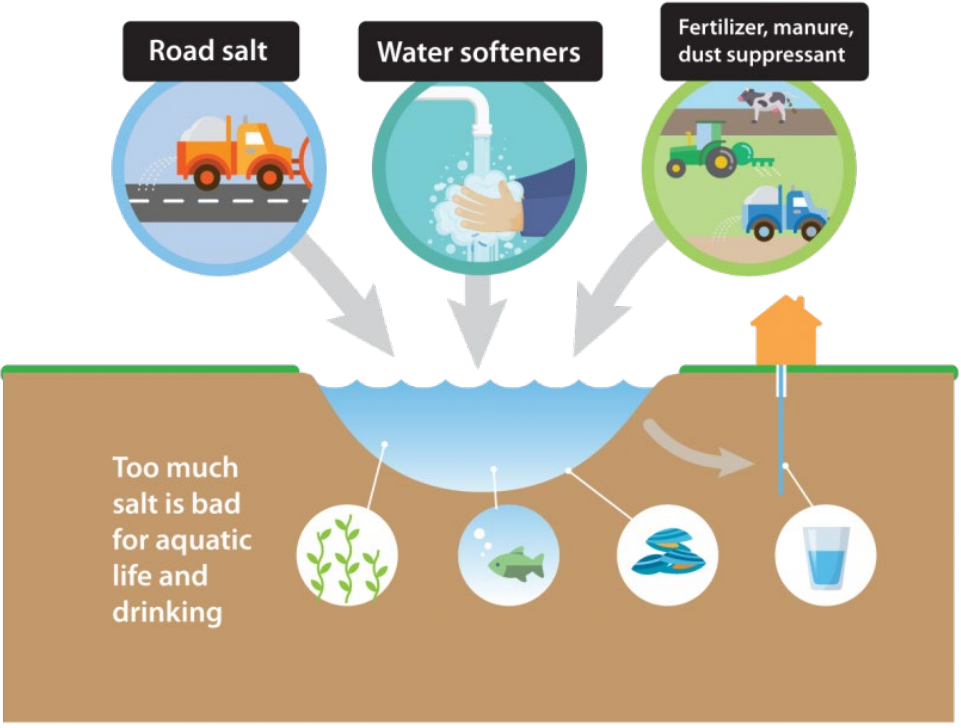 Road salt
Water softeners
Fertilizer, manure,
dust suppressant
Too much
salt is bad
for aquatic
life and
drinking